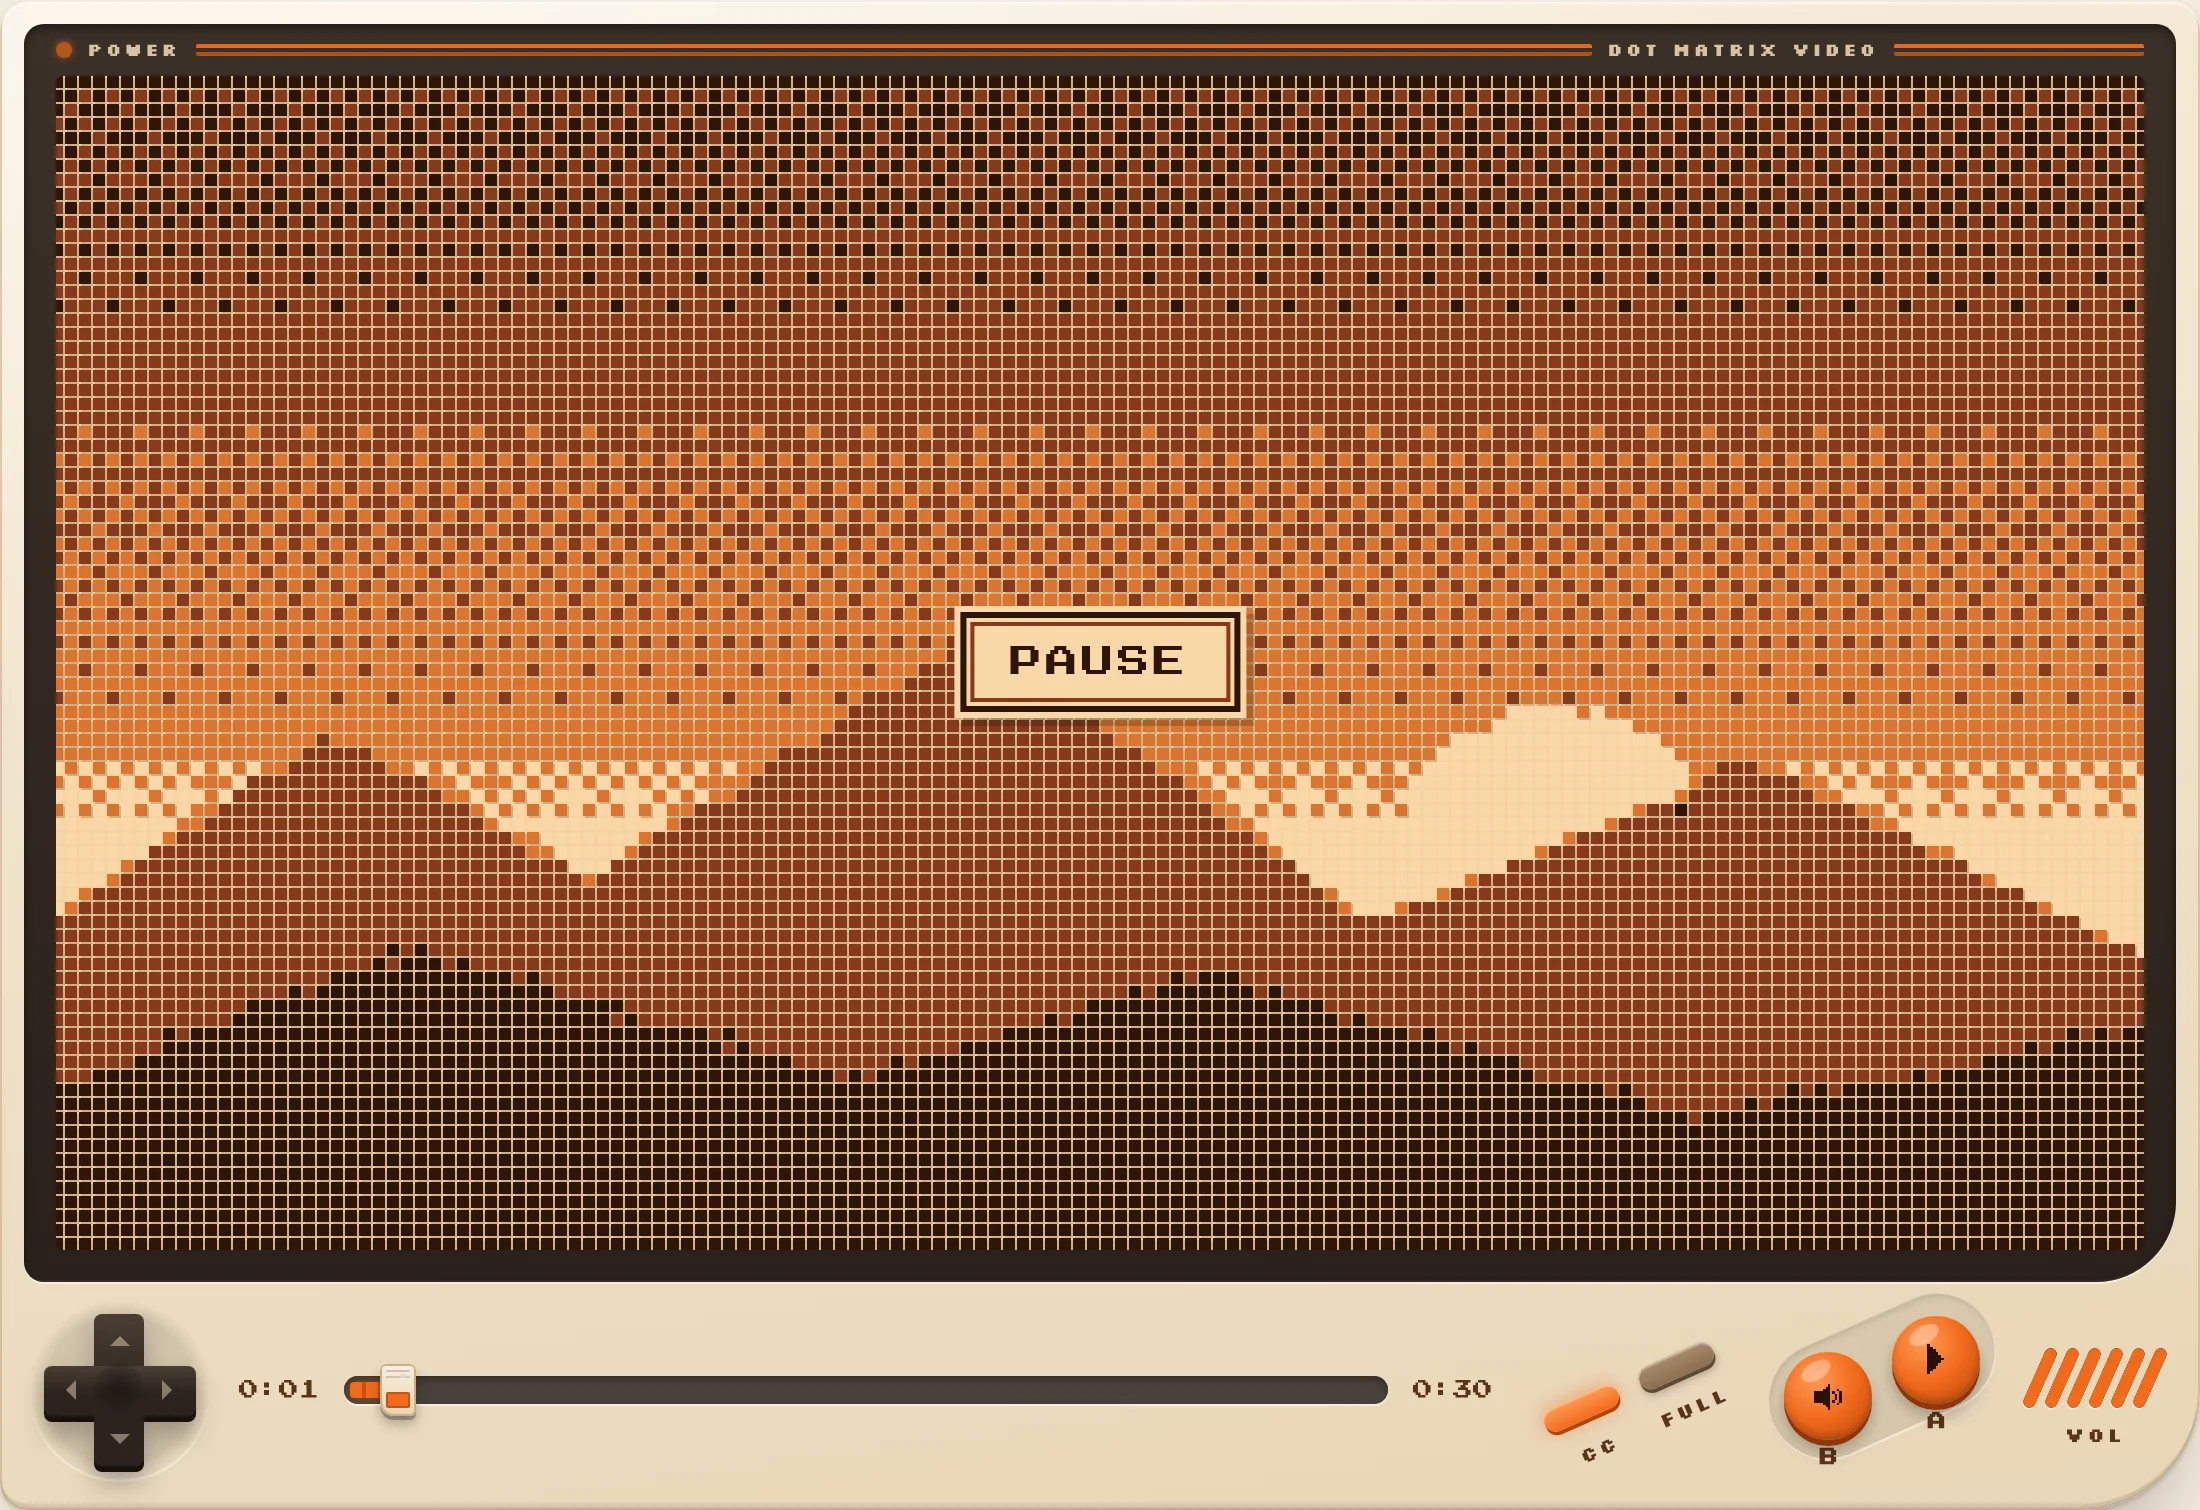 POWER
DOT MATRIX VIDEO
PAUSE
0:01
0:30
CC
FULL
B
A
VOL